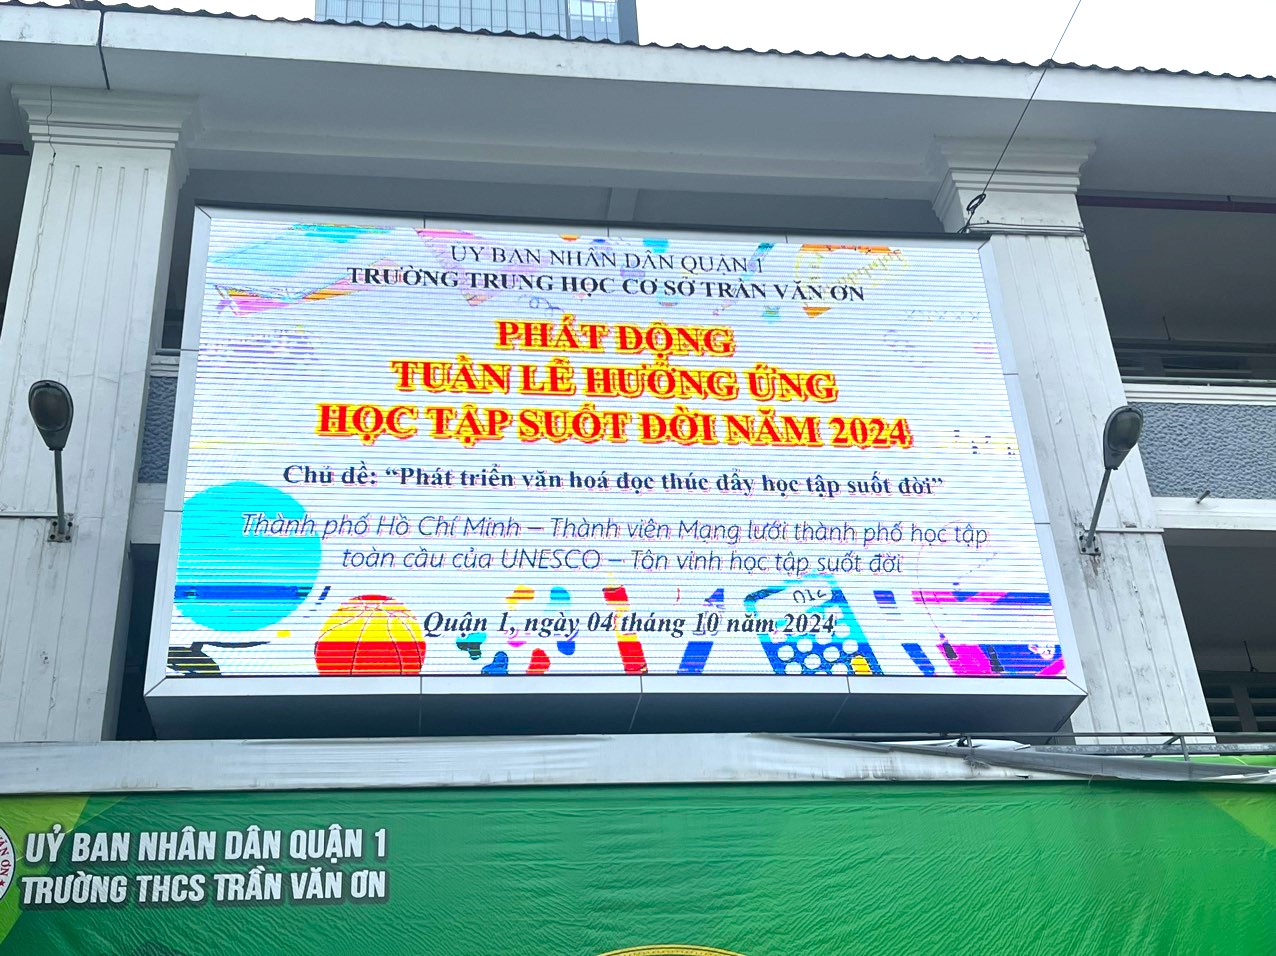 ỦY BAN NHÂN DÂN QUẬN 1
TRƯỜNG TRUNG HỌC CƠ SỞ TRẦN VĂN ƠN
PHÁT ĐỘNG
TUẦN LỄ HƯỞNG ỨNG
HỌC TẬP SUỐT ĐỜI NĂM 2024
Chủ đề: “Phát triển văn hoá đọc thúc đẩy học tập suốt đời”
Thành phố Hồ Chí Minh – Thành viên Mạng lưới thành phố học tập
toàn cầu của UNESCO – Tôn vinh học tập suốt đời
Quận 1, ngày 04 tháng 10 năm 2024
UỶ BAN NHÂN DÂN QUẬN 1
TRƯỜNG THCS TRẦN VĂN ƠN